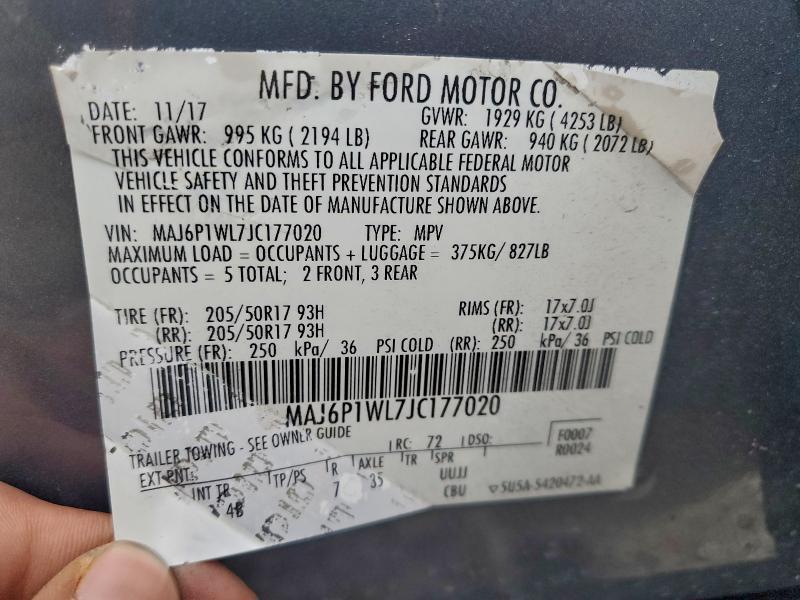 MFD. BY FORD MOTOR CO.
DATE: 11/17 GVWR: 1929 KG ( 4253 LB)
FRONT GAWR: 995 KG ( 2194 LB) REAR GAWR: 940 KG ( 2072 LB)
THIS VEHICLE CONFORMS TO ALL APPLICABLE FEDERAL MOTOR
VEHICLE SAFETY AND THEFT PREVENTION STANDARDS
IN EFFECT ON THE DATE OF MANUFACTURE SHOWN ABOVE.
VIN: MAJ6P1WL7JC177020 TYPE: MPV
MAXIMUM LOAD = OCCUPANTS + LUGGAGE = 375KG/ 827LB
OCCUPANTS = 5 TOTAL; 2 FRONT, 3 REAR
TIRE (FR): 205/50R17 93H RIMS (FR): 17x7.0J
(RR): 205/50R17 93H (RR): 17x7.0J
PRESSURE (FR): 250 kPa/ 36 PSI COLD (RR): 250 kPa/ 36 PSI COLD
MAJ6P1WL7JC177020
TRAILER TOWING - SEE OWNER GUIDE RC: 72 DSO: F0007
R0024
EXT PNT: INT TR TP/PS R AXLE TR SPR
4B 7 35 UUJJ
CBU 5U5A-5420472-AA